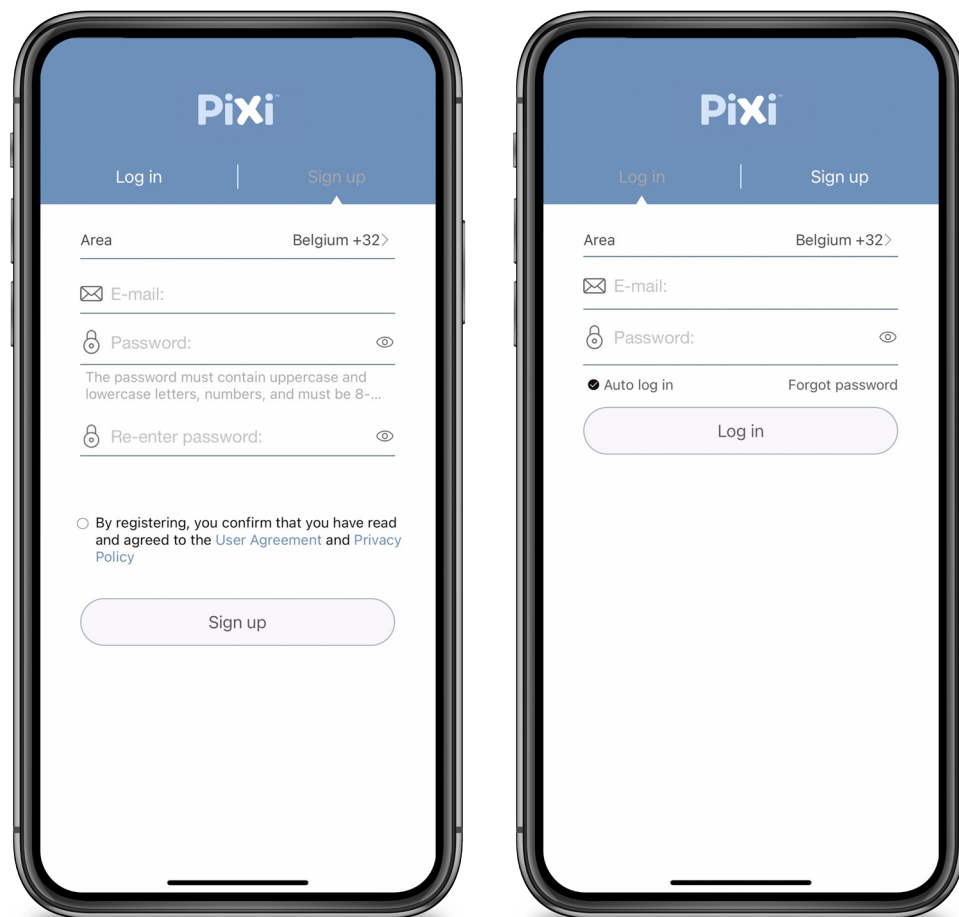 PiXi™
Log in
Sign up
Area
Belgium +32
E-mail:
Password:
The password must contain uppercase and
lowercase letters, numbers, and must be 8-...
Re-enter password:
By registering, you confirm that you have read
and agreed to the User Agreement and Privacy
Policy
Sign up
PiXi™
Log in
Sign up
Area
Belgium +32
E-mail:
Password:
Auto log in
Forgot password
Log in